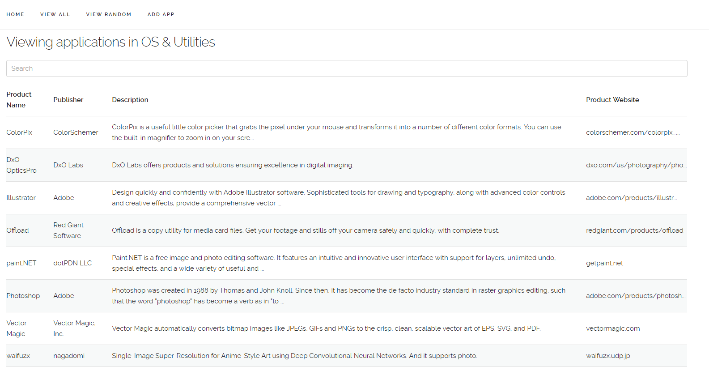 HOME VIEW ALL VIEW RANDOM ADD APP
Viewing applications in OS & Utilities
Search
Product Name Publisher Description Product Website
ColorPix ColorSchemer ColorPix is a useful little color picker that grabs the pixel under your mouse and transforms it into a number of different color formats. You can use the built-in magnifier to zoom in on your scre... colorschemer.com/colorpix_...
DxO OpticsPro DxO Labs DxO Labs offers products and solutions ensuring excellence in digital imaging. dxo.com/us/photography/pho
Illustrator Adobe Design quickly and confidently with Adobe Illustrator software. Sophisticated tools for drawing and typography, along with advanced color controls and creative effects, provide a comprehensive vector ... adobe.com/products/illustr...
Offload Red Giant Software Offload is a copy utility for media card files. Get your footage and stills off your camera safely and quickly, with complete trust. redgiant.com/products/offload
paint.NET dotPDN LLC Paint.NET is a free image and photo editing software. It features an intuitive and innovative user interface with support for layers, unlimited undo, special effects, and a wide variety of useful and ... getpaint.net
Photoshop Adobe Photoshop was created in 1988 by Thomas and John Knoll. Since then, it has become the de facto industry standard in raster graphics editing, such that the word "photoshop" has become a verb as in "to ... adobe.com/products/photosh.
Vector Magic Vector Magic Inc. Vector Magic automatically converts bitmap images like JPEGs, GIFs and PNGs to the crisp, clean, scalable vector art of EPS, SVG, and PDF. vectormagic.com
waifu2x nagadomi Single-Image Super-Resolution for Anime-Style Art using Deep Convolutional Neural Networks. And it supports photo. waifu2x.udp.jp